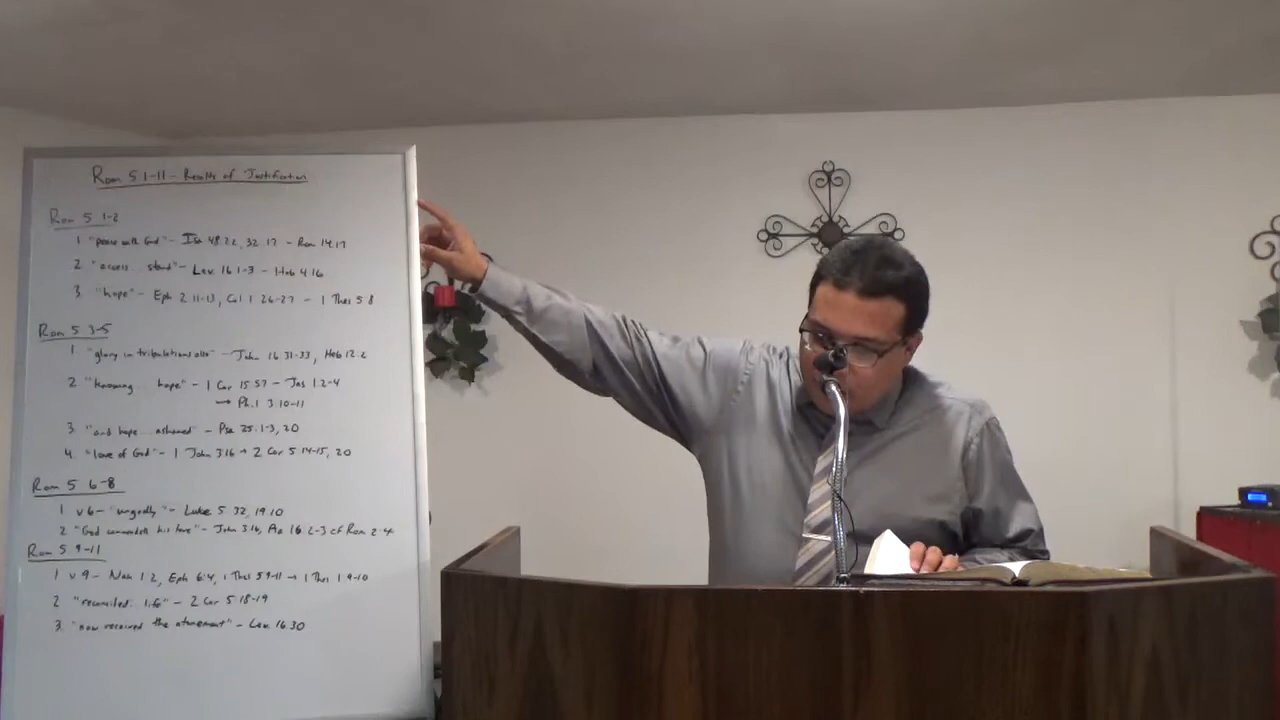 Rom 5 1-11 - Results of Justification
Rom 5 1-2
1 "peace with God" - Isa 48.22, 32.17 - Rom 14.17
2 "access... stand" - Lev. 16.1-3 - Heb 4.16
3. "hope" - Eph 2 11-13, Col 1 26-27 - 1 Thes 5 8
Rom 5 3-5
1. "glory in tribulations also" - John 16 31-33, Heb 12.2
2 "knowing... hope" - 1 Cor 15.57 - Jas 1.2-4
→ Phil 3.10-11
3 "and hope... ashamed" - Psa 25.1-3, 20
4. "love of God" - 1 John 3.16 → 2 Cor 5 14-15, 20
Rom 5 6-8
1 v6 - "ungodly" - Luke 5 32, 19 10
2 "God commendeth his love" - John 3.16, 16 2-3 cf Rom 2.4
Rom 5 9-11
1 v 9 - Nah 1 2, Eph 1 Thes 5 9-11 → 1 Thes 1 9-10
2 "reconciled... life" - 2 Cor 5 18-19
3. "now received the atonement" - Lev. 16.30